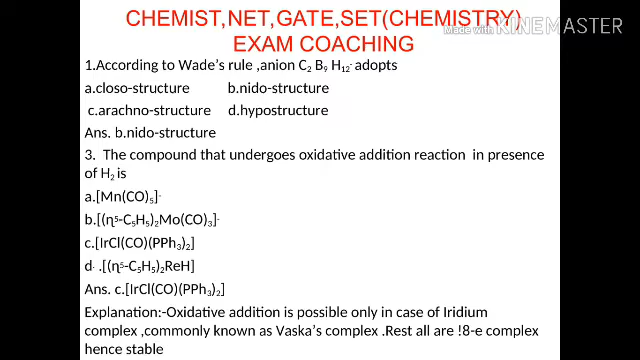 CHEMIST,NET,GATE,SET(CHEMISTRY)
EXAM COACHING
Made with KINEMASTER
1.According to Wade's rule ,anion C₂ B₉ H₁₂⁻ adopts
a.closo-structure b.nido-structure
c.arachno-structure d.hypostructure
Ans. b.nido-structure
3. The compound that undergoes oxidative addition reaction in presence
of H₂ is
a.[Mn(CO)₅]⁻
b.[(η⁵-C₅H₅)₂Mo(CO)₃]⁻
c.[IrCl(CO)(PPh₃)₂]
d. .[(η⁵-C₅H₅)₂ReH]
Ans. c.[IrCl(CO)(PPh₃)₂]
Explanation:-Oxidative addition is possible only in case of Iridium
complex ,commonly known as Vaska's complex .Rest all are !8-e complex
hence stable